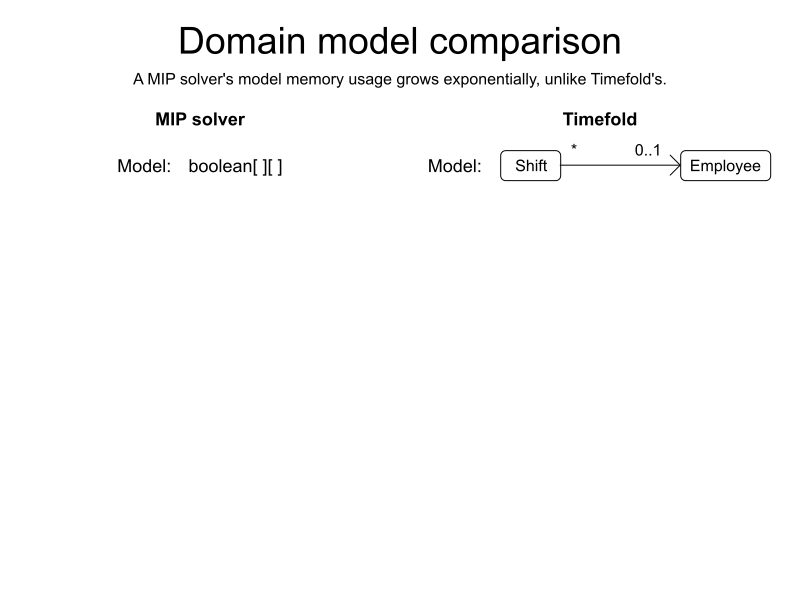 Domain model comparison
A MIP solver's model memory usage grows exponentially, unlike Timefold's.
MIP solver
Model: boolean[ ][ ]
Timefold
Model: Shift * 0..1 Employee